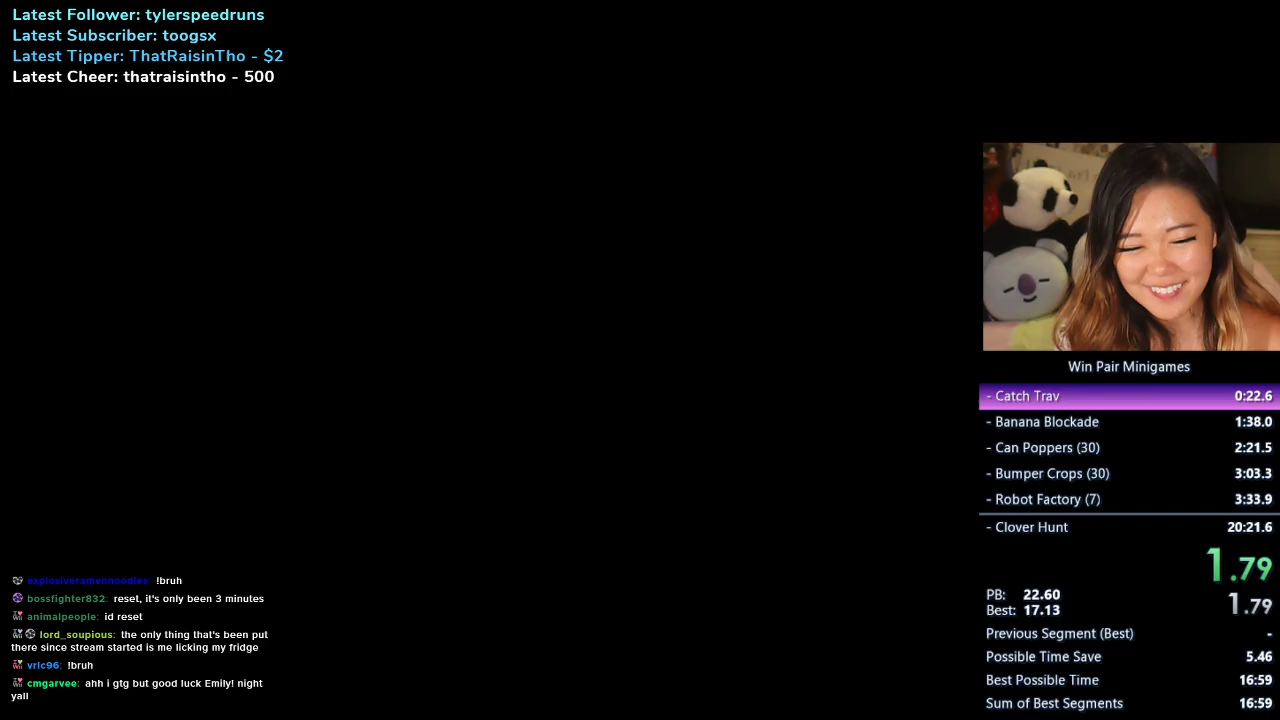 Latest Follower: tylerspeedruns
Latest Subscriber: toogsx
Latest Tipper: ThatRaisinTho - $2
Latest Cheer: thatraisintho - 500
Win Pair Minigames
- Catch Trav 0:22.6
- Banana Blockade 1:38.0
- Can Poppers (30) 2:21.5
- Bumper Crops (30) 3:03.3
- Robot Factory (7) 3:33.9
- Clover Hunt 20:21.6
1.79
PB: 22.60
Best: 17.13
1.79
Previous Segment (Best) -
Possible Time Save 5.46
Best Possible Time 16:59
Sum of Best Segments 16:59
explosiveramennoodles !bruh
bossfighter832: reset, it's only been 3 minutes
animalpeople: id reset
lord_soupious: the only thing that's been put
there since stream started is me licking my fridge
vric96: !bruh
cmgarvee: ahh i gtg but good luck Emily! night
yall